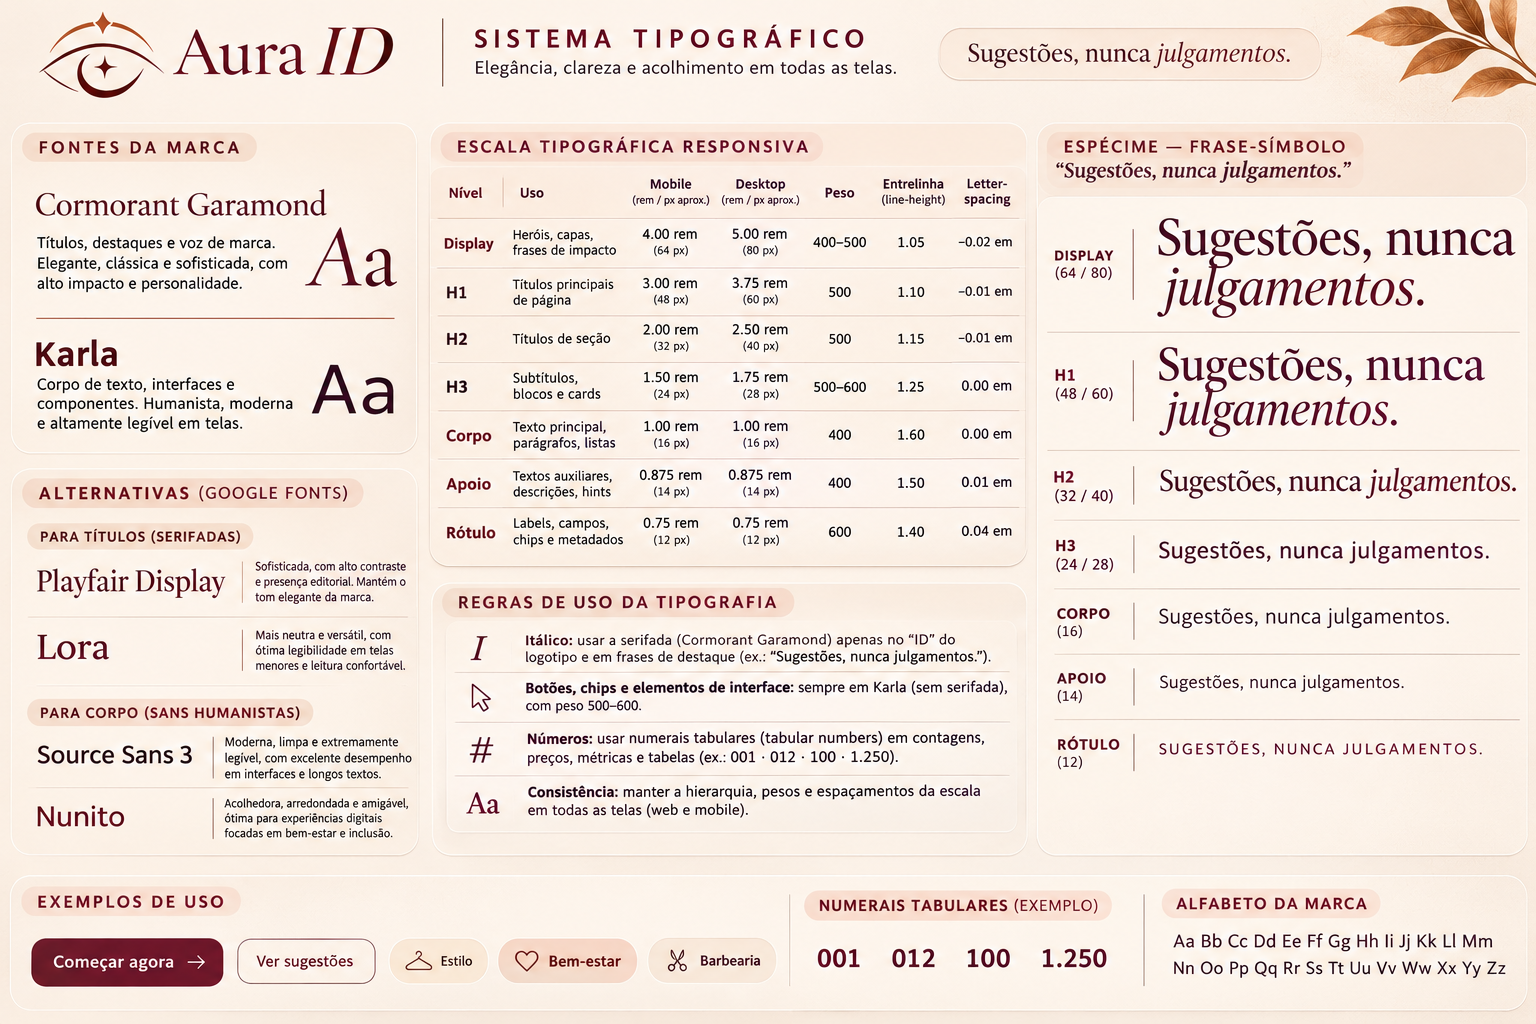 Aura ID
SISTEMA TIPOGRÁFICO
Elegância, clareza e acolhimento em todas as telas.
Sugestões, nunca julgamentos.
FONTES DA MARCA
Cormorant Garamond
Títulos, destaques e voz de marca.
Elegante, clássica e sofisticada, com
alto impacto e personalidade.
Aa
Karla
Corpo de texto, interfaces e
componentes. Humanista, moderna
e altamente legível em telas.
Aa
ALTERNATIVAS (GOOGLE FONTS)
PARA TÍTULOS (SERIFADAS)
Playfair Display
Sofisticada, com alto contraste
e presença editorial. Mantém o
tom elegante da marca.
Lora
Mais neutra e versátil, com
ótima legibilidade em telas
menores e leitura confortável.
PARA CORPO (SANS HUMANISTAS)
Source Sans 3
Moderna, limpa e extremamente
legível, com excelente desempenho
em interfaces e longos textos.
Nunito
Acolhedora, arredondada e amigável,
ótima para experiências digitais
focadas em bem-estar e inclusão.
ESCALA TIPOGRÁFICA RESPONSIVA
Nível Uso Mobile (rem / px aprox.) Desktop (rem / px aprox.) Peso Entrelinha (line-height) Letter-spacing
Display Heróis, capas, frases de impacto 4.00 rem (64 px) 5.00 rem (80 px) 400–500 1.05 –0.02 em
H1 Títulos principais de página 3.00 rem (48 px) 3.75 rem (60 px) 500 1.10 –0.01 em
H2 Títulos de seção 2.00 rem (32 px) 2.50 rem (40 px) 500 1.15 –0.01 em
H3 Subtítulos, blocos e cards 1.50 rem (24 px) 1.75 rem (28 px) 500–600 1.25 0.00 em
Corpo Texto principal, parágrafos, listas 1.00 rem (16 px) 1.00 rem (16 px) 400 1.60 0.00 em
Apoio Textos auxiliares, descrições, hints 0.875 rem (14 px) 0.875 rem (14 px) 400 1.50 0.01 em
Rótulo Labels, campos, chips e metadados 0.75 rem (12 px) 0.75 rem (12 px) 600 1.40 0.04 em
REGRAS DE USO DA TIPOGRAFIA
I
Itálico: usar a serifada (Cormorant Garamond) apenas no “ID” do
logotipo e em frases de destaque (ex.: “Sugestões, nunca julgamentos.”).
Botões, chips e elementos de interface: sempre em Karla (sem serifada),
com peso 500–600.
#
Números: usar numerais tabulares (tabular numbers) em contagens,
preços, métricas e tabelas (ex.: 001 · 012 · 100 · 1.250).
Aa
Consistência: manter a hierarquia, pesos e espaçamentos da escala
em todas as telas (web e mobile).
ESPÉCIME — FRASE-SÍMBOLO
“Sugestões, nunca julgamentos.”
DISPLAY
(64 / 80)
Sugestões, nunca
julgamentos.
H1
(48 / 60)
Sugestões, nunca
julgamentos.
H2
(32 / 40)
Sugestões, nunca julgamentos.
H3
(24 / 28)
Sugestões, nunca julgamentos.
CORPO
(16)
Sugestões, nunca julgamentos.
APOIO
(14)
Sugestões, nunca julgamentos.
RÓTULO
(12)
SUGESTÕES, NUNCA JULGAMENTOS.
EXEMPLOS DE USO
Começar agora →
Ver sugestões
Estilo
Bem-estar
Barbearia
NUMERAIS TABULARES (EXEMPLO)
001 012 100 1.250
ALFABETO DA MARCA
Aa Bb Cc Dd Ee Ff Gg Hh Ii Jj Kk Ll Mm
Nn Oo Pp Qq Rr Ss Tt Uu Vv Ww Xx Yy Zz